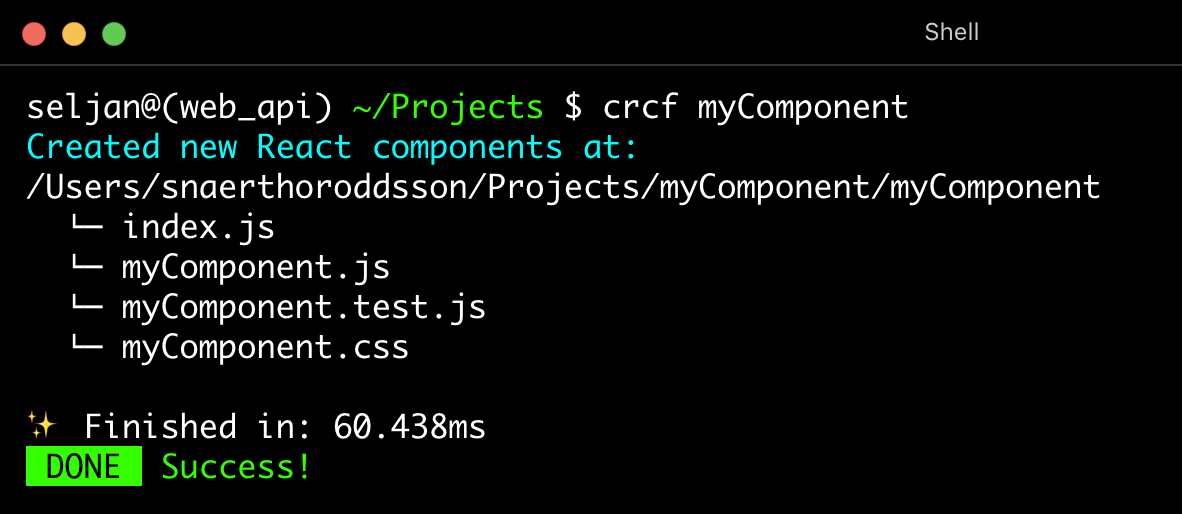 Shell
seljan@(web_api) ~/Projects $ crcf myComponent
Created new React components at:
/Users/snaerthoroddsson/Projects/myComponent/myComponent
└─ index.js
└─ myComponent.js
└─ myComponent.test.js
└─ myComponent.css
✨ Finished in: 60.438ms
DONE Success!